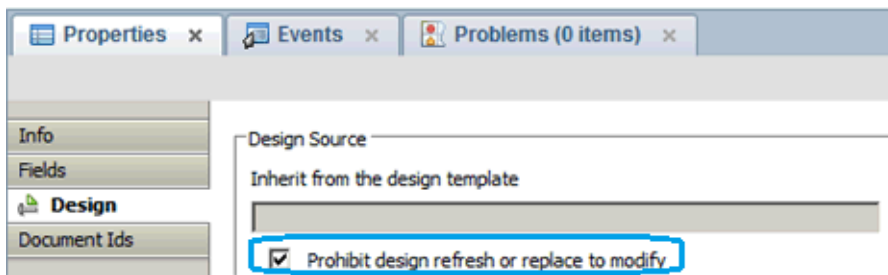 Properties x Events x Problems (0 items) x
Info
Fields
Design
Document Ids
Design Source
Inherit from the design template
Prohibit design refresh or replace to modify